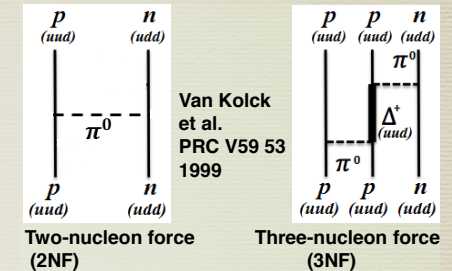 p n
(uud) (udd)
π⁰
p n
(uud) (udd)
Two-nucleon force
(2NF)
Van Kolck
et al.
PRC V59 53
1999
p p n
(uud) (uud) (udd)
π⁰
Δ⁺
(uud)
π⁰
p p n
(uud) (uud) (udd)
Three-nucleon force
(3NF)